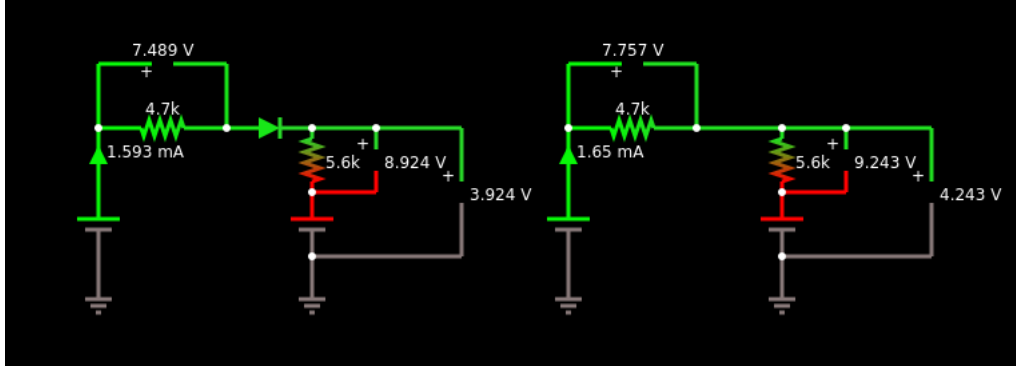 7.489 V
+
4.7k
1.593 mA
+
5.6k
8.924 V
+
3.924 V
7.757 V
+
4.7k
1.65 mA
+
5.6k
9.243 V
+
4.243 V